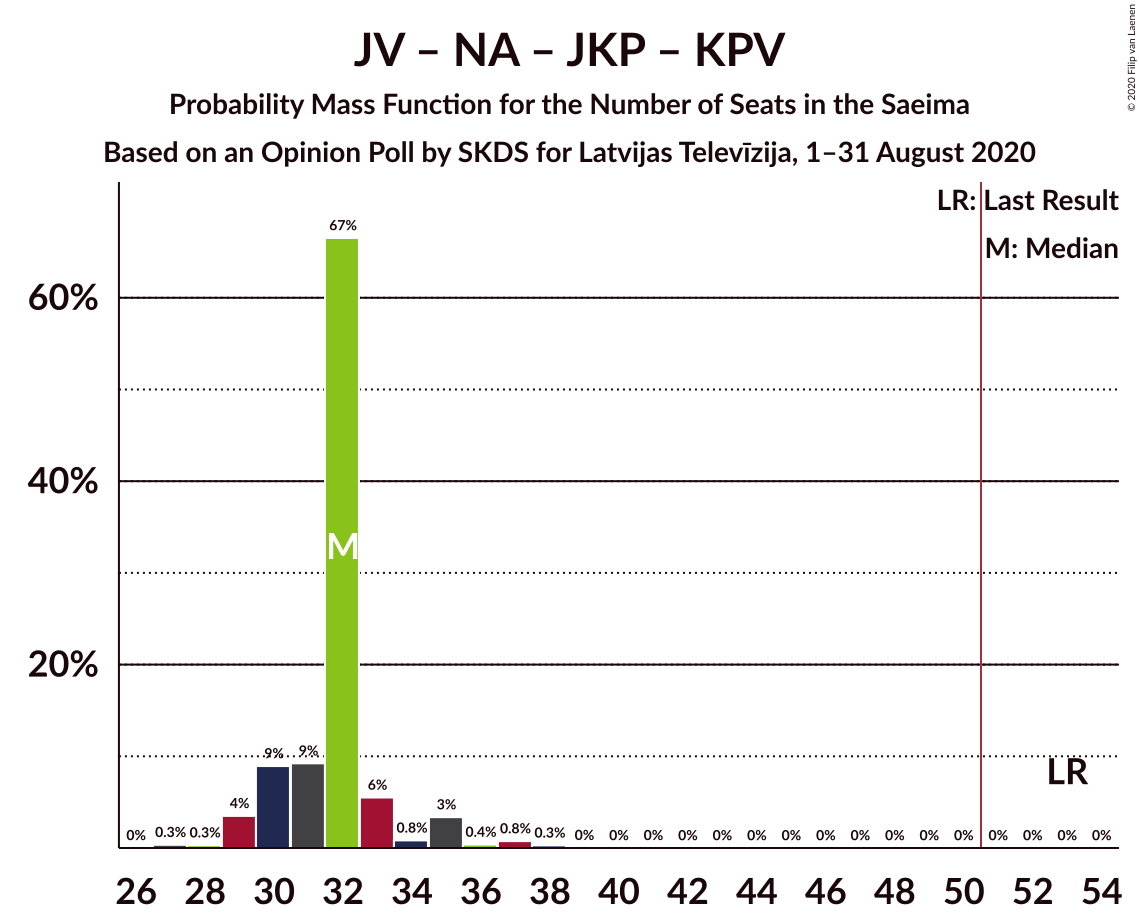 JV – NA – JKP – KPV
Probability Mass Function for the Number of Seats in the Saeima
Based on an Opinion Poll by SKDS for Latvijas Televīzija, 1–31 August 2020
© 2020 Filip van Laenen
LR: Last Result
M: Median
67%
60%
40%
M
20%
9% 9%
LR
4% 6% 3%
0% 0.3% 0.3% 0.8% 0.4% 0.8% 0.3% 0% 0% 0% 0% 0% 0% 0% 0% 0% 0% 0% 0% 0% 0% 0% 0%
26 28 30 32 34 36 38 40 42 44 46 48 50 52 54